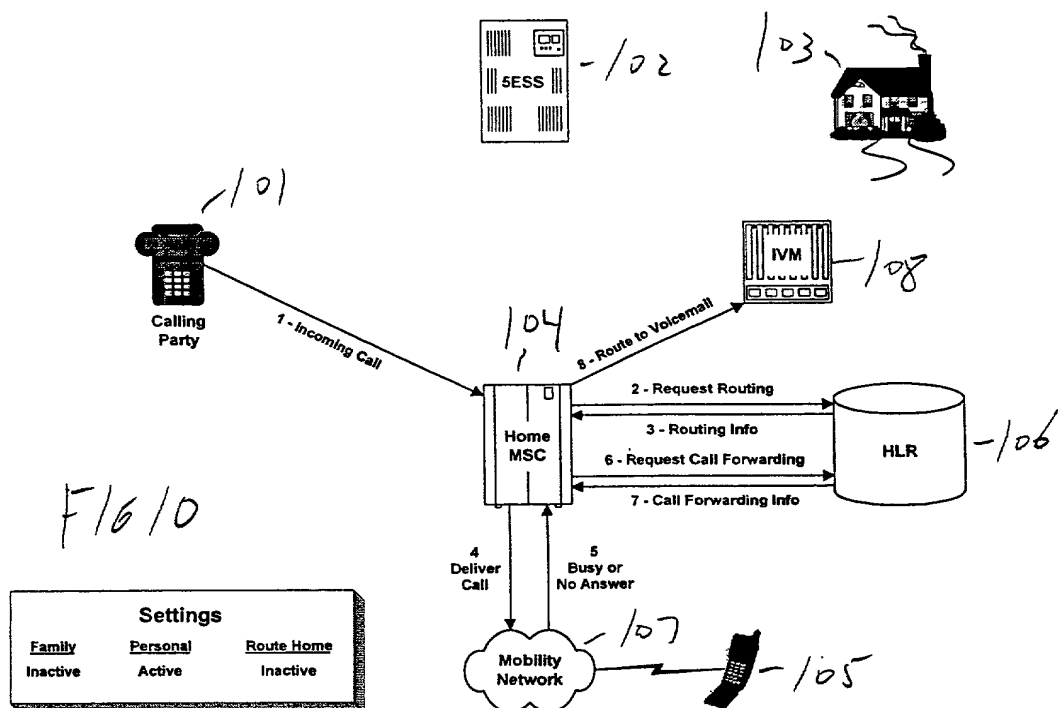 5ESS
102
103
101
Calling
Party
1 - Incoming Call
104
IVM
108
8 - Route to Voicemail
2 - Request Routing
3 - Routing Info
Home
MSC
HLR
106
6 - Request Call Forwarding
7 - Call Forwarding Info
FIG 10
4
Deliver
Call
5
Busy or
No Answer
Settings
Family Personal Route Home
Inactive Active Inactive
107
Mobility
Network
105